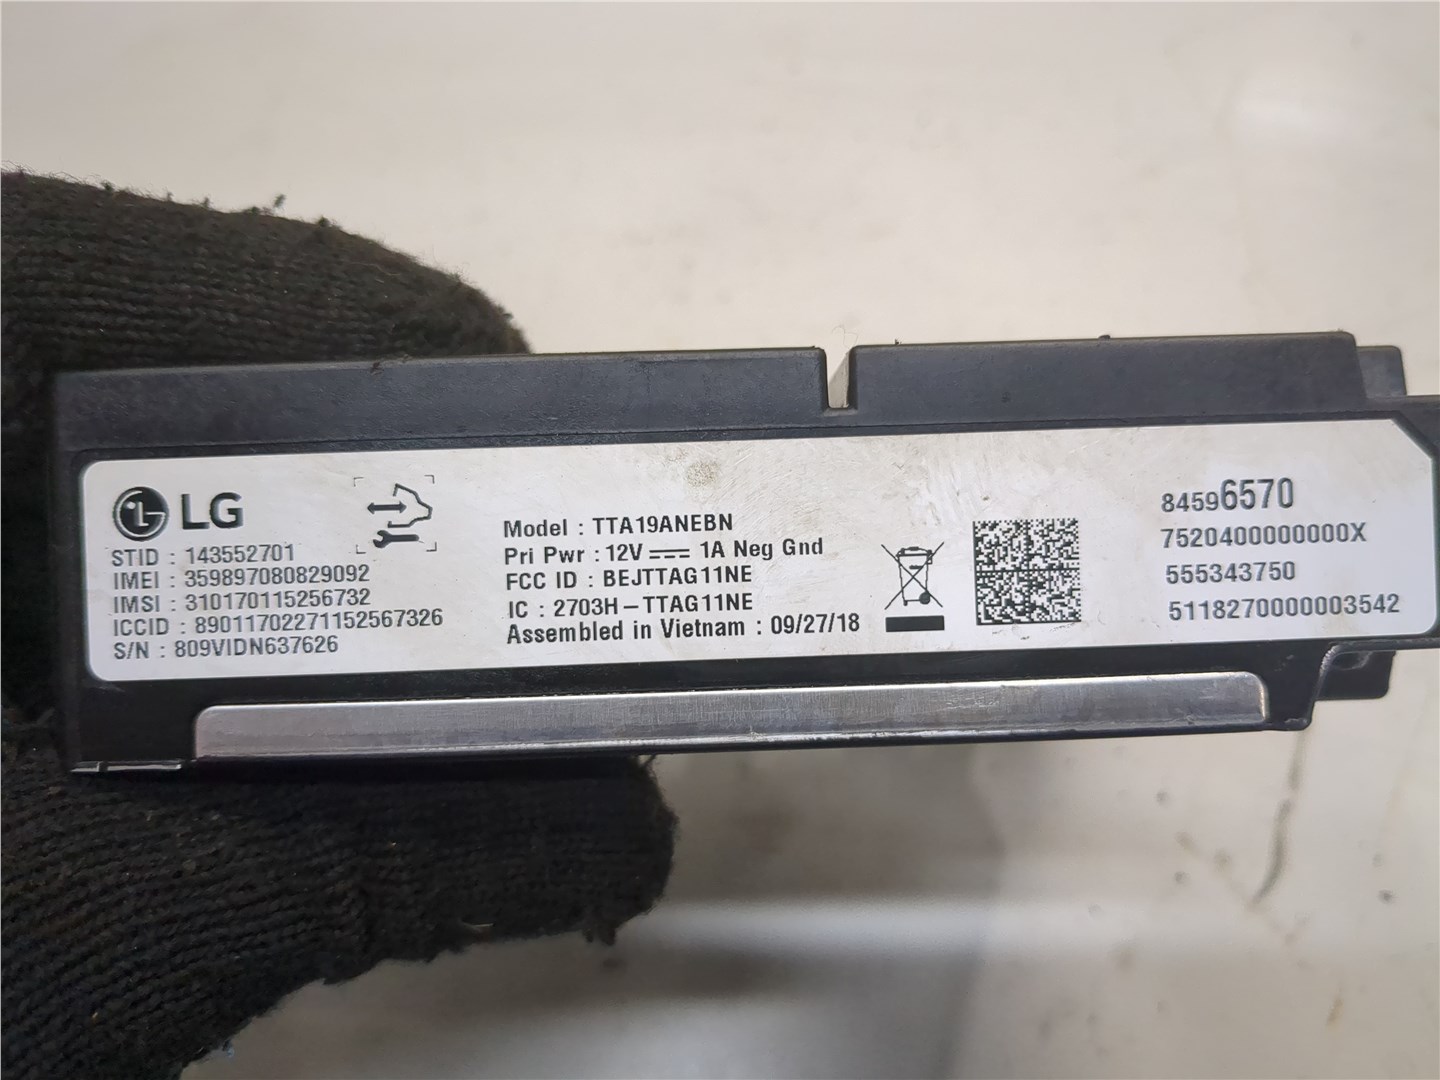 LG
STID : 143552701
IMEI : 359897080829092
IMSI : 310170115256732
ICCID : 89011702271152567326
S/N : 809VIDN637626
Model : TTA19ANEBN
Pri Pwr : 12V 1A Neg Gnd
FCC ID : BEJTTAG11NE
IC : 2703H-TTAG11NE
Assembled in Vietnam : 09/27/18
84596570
7520400000000X
555343750
5118270000003542